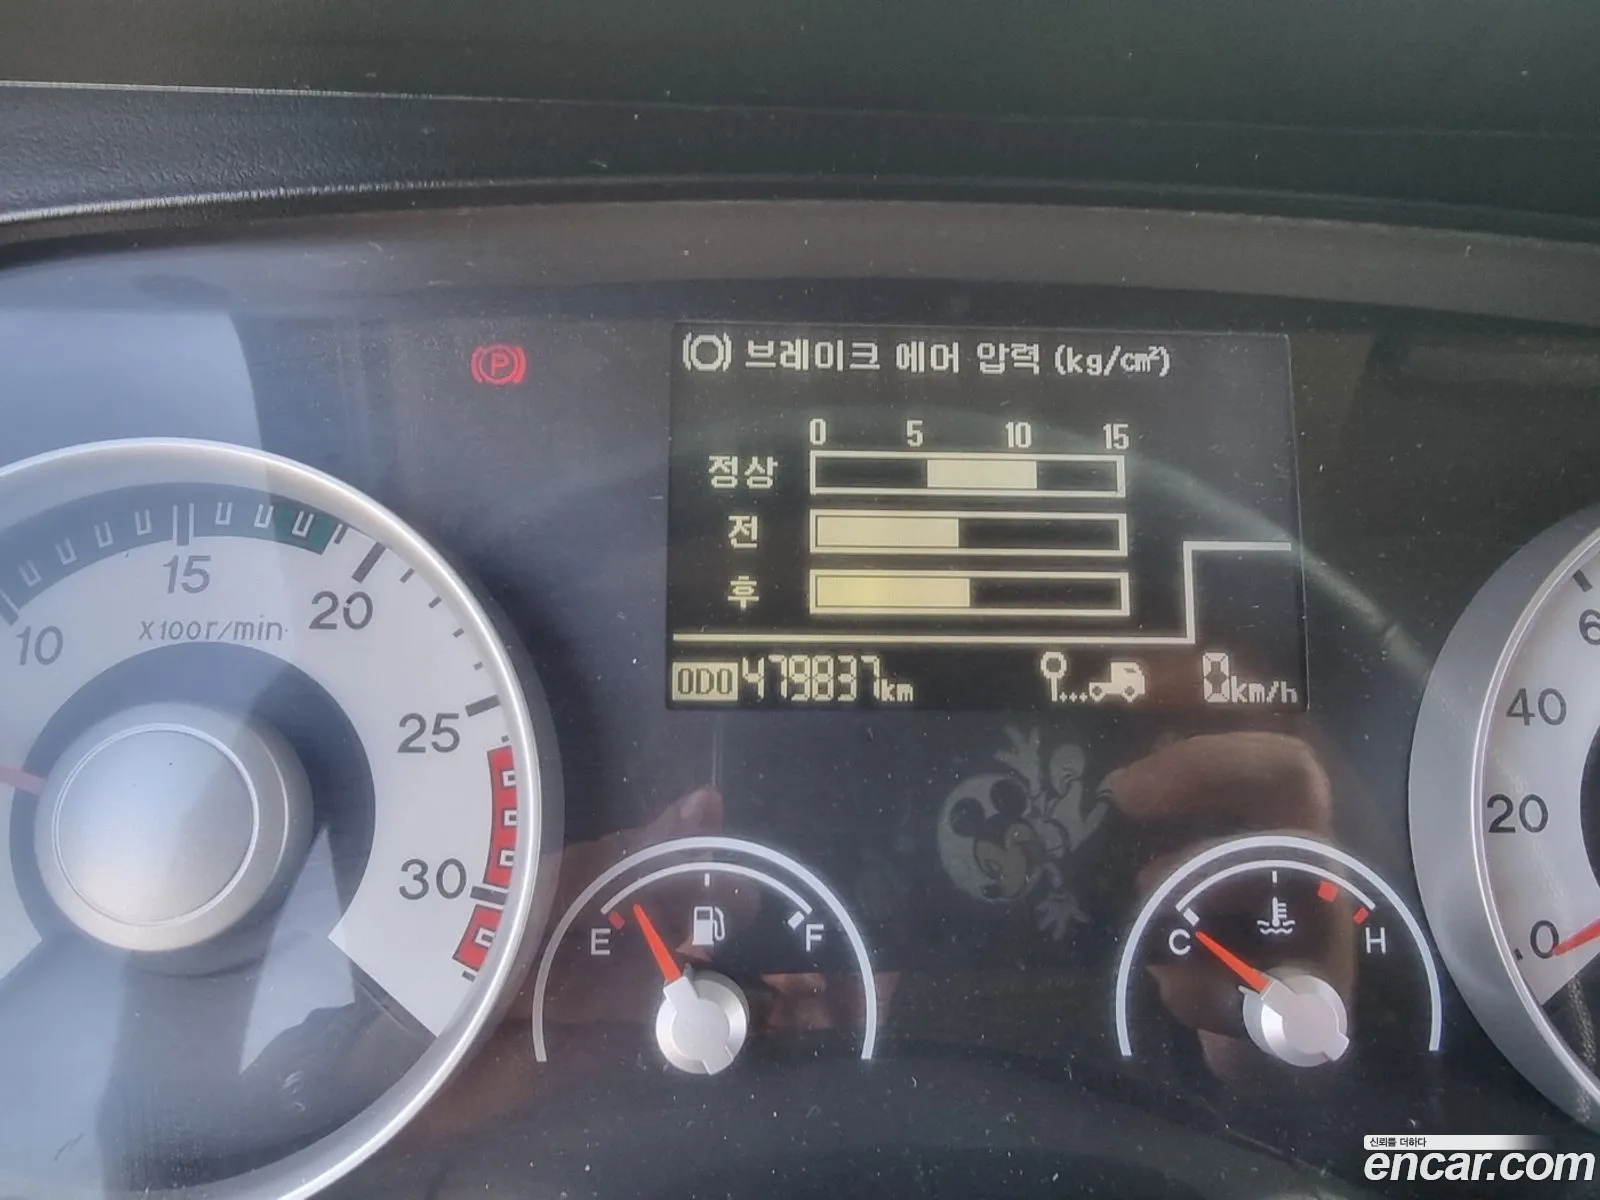 브레이크 에어 압력 (kg/cm²)
0 5 10 15
정상
전
후
ODO 479837km
0km/h
P
10 15 20 25 30
X100r/min
E F
C H
0 20 40 6
신뢰를 더하다
encar.com